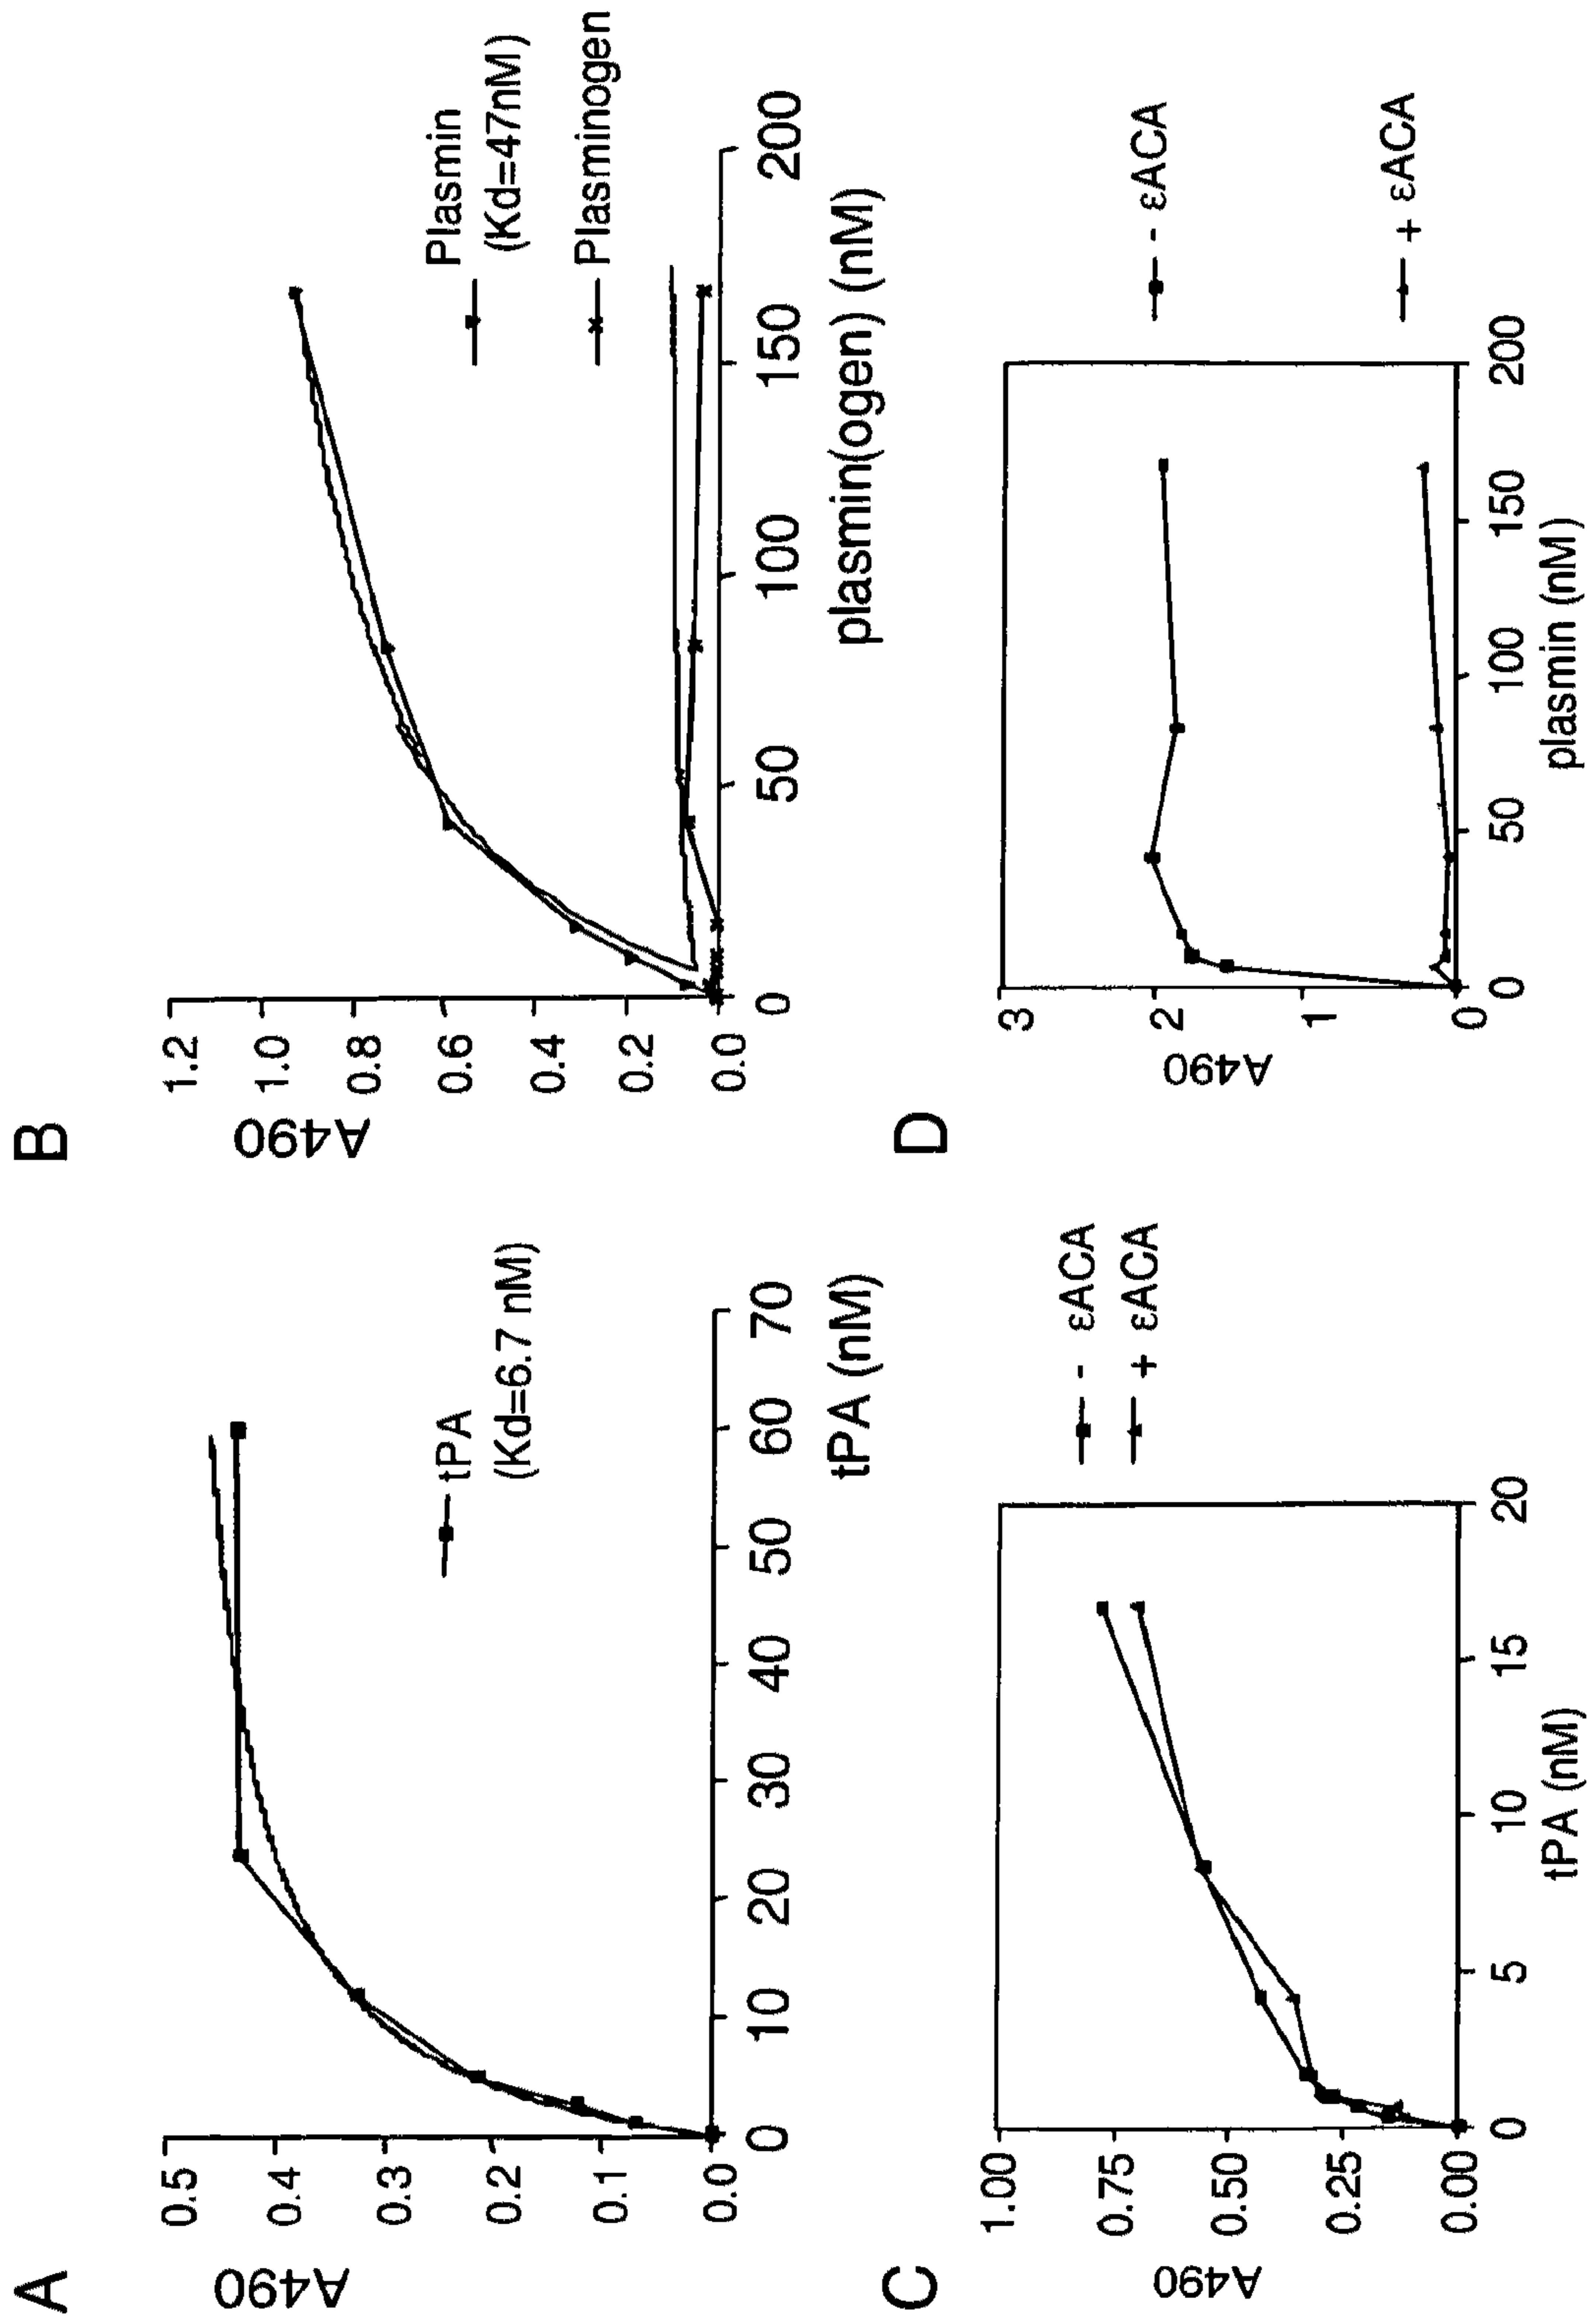 A
A490
0.5
0.4
0.3
0.2
0.1
0.0
0 10 20 30 40 50 60 70
tPA (nM)
tPA
(Kd=6.7 nM)
B
A490
1.2
1.0
0.8
0.6
0.4
0.2
0.0
0 50 100 150 200
plasmin(ogen) (nM)
Plasmin
(Kd=47nM)
Plasminogen
C
A490
1.00
0.75
0.50
0.25
0.00
0 5 10 15 20
tPA (nM)
- εACA
+ εACA
D
A490
3
2
1
0
0 50 100 150 200
plasmin (nM)
- εACA
+ εACA